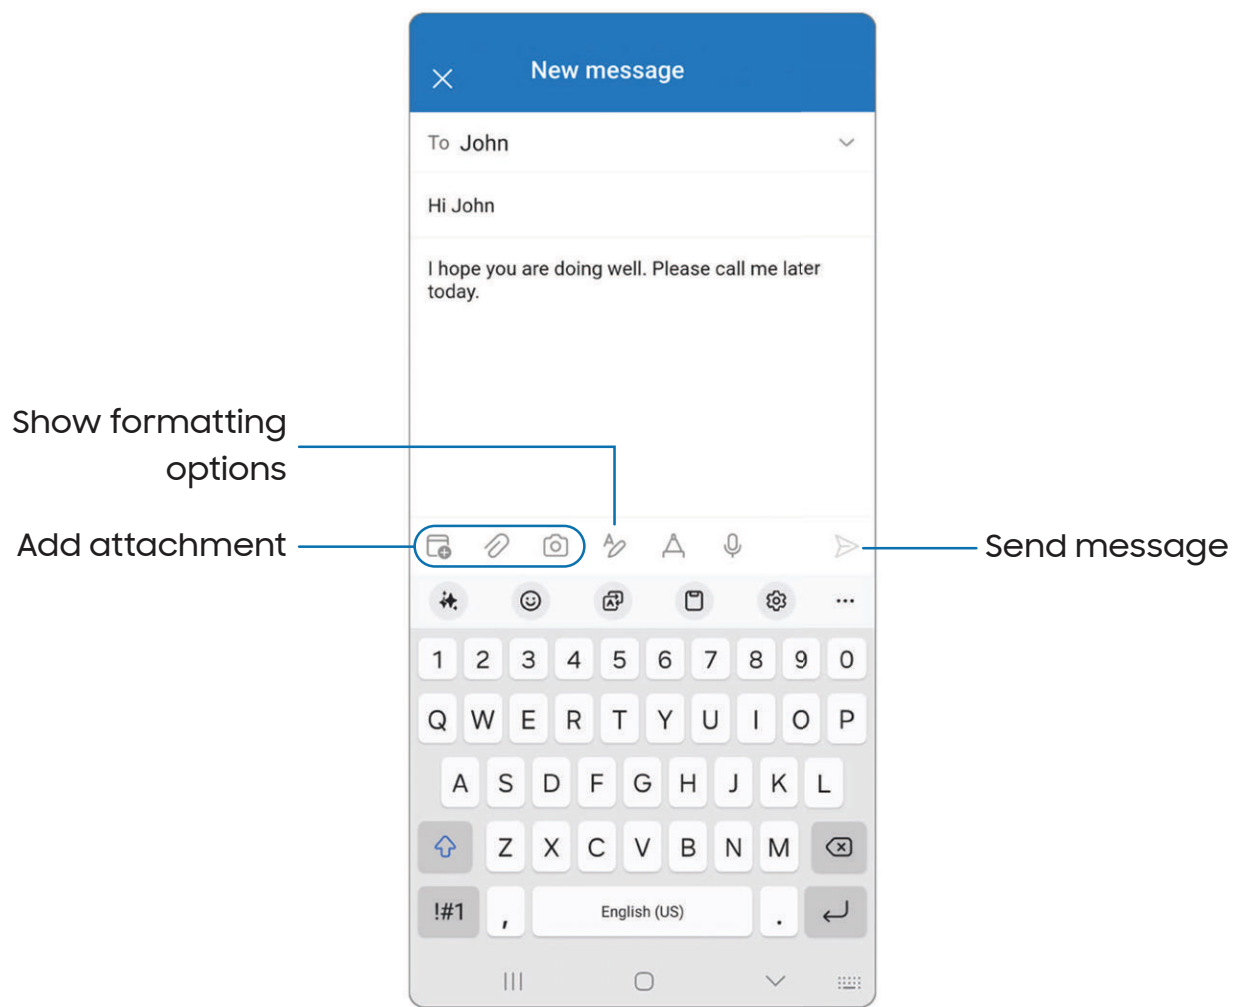 New message
To John
Hi John
I hope you are doing well. Please call me later
today.
Show formatting
options
Add attachment
Send message
1 2 3 4 5 6 7 8 9 0
Q W E R T Y U I O P
A S D F G H J K L
Z X C V B N M
!#1 , English (US) .